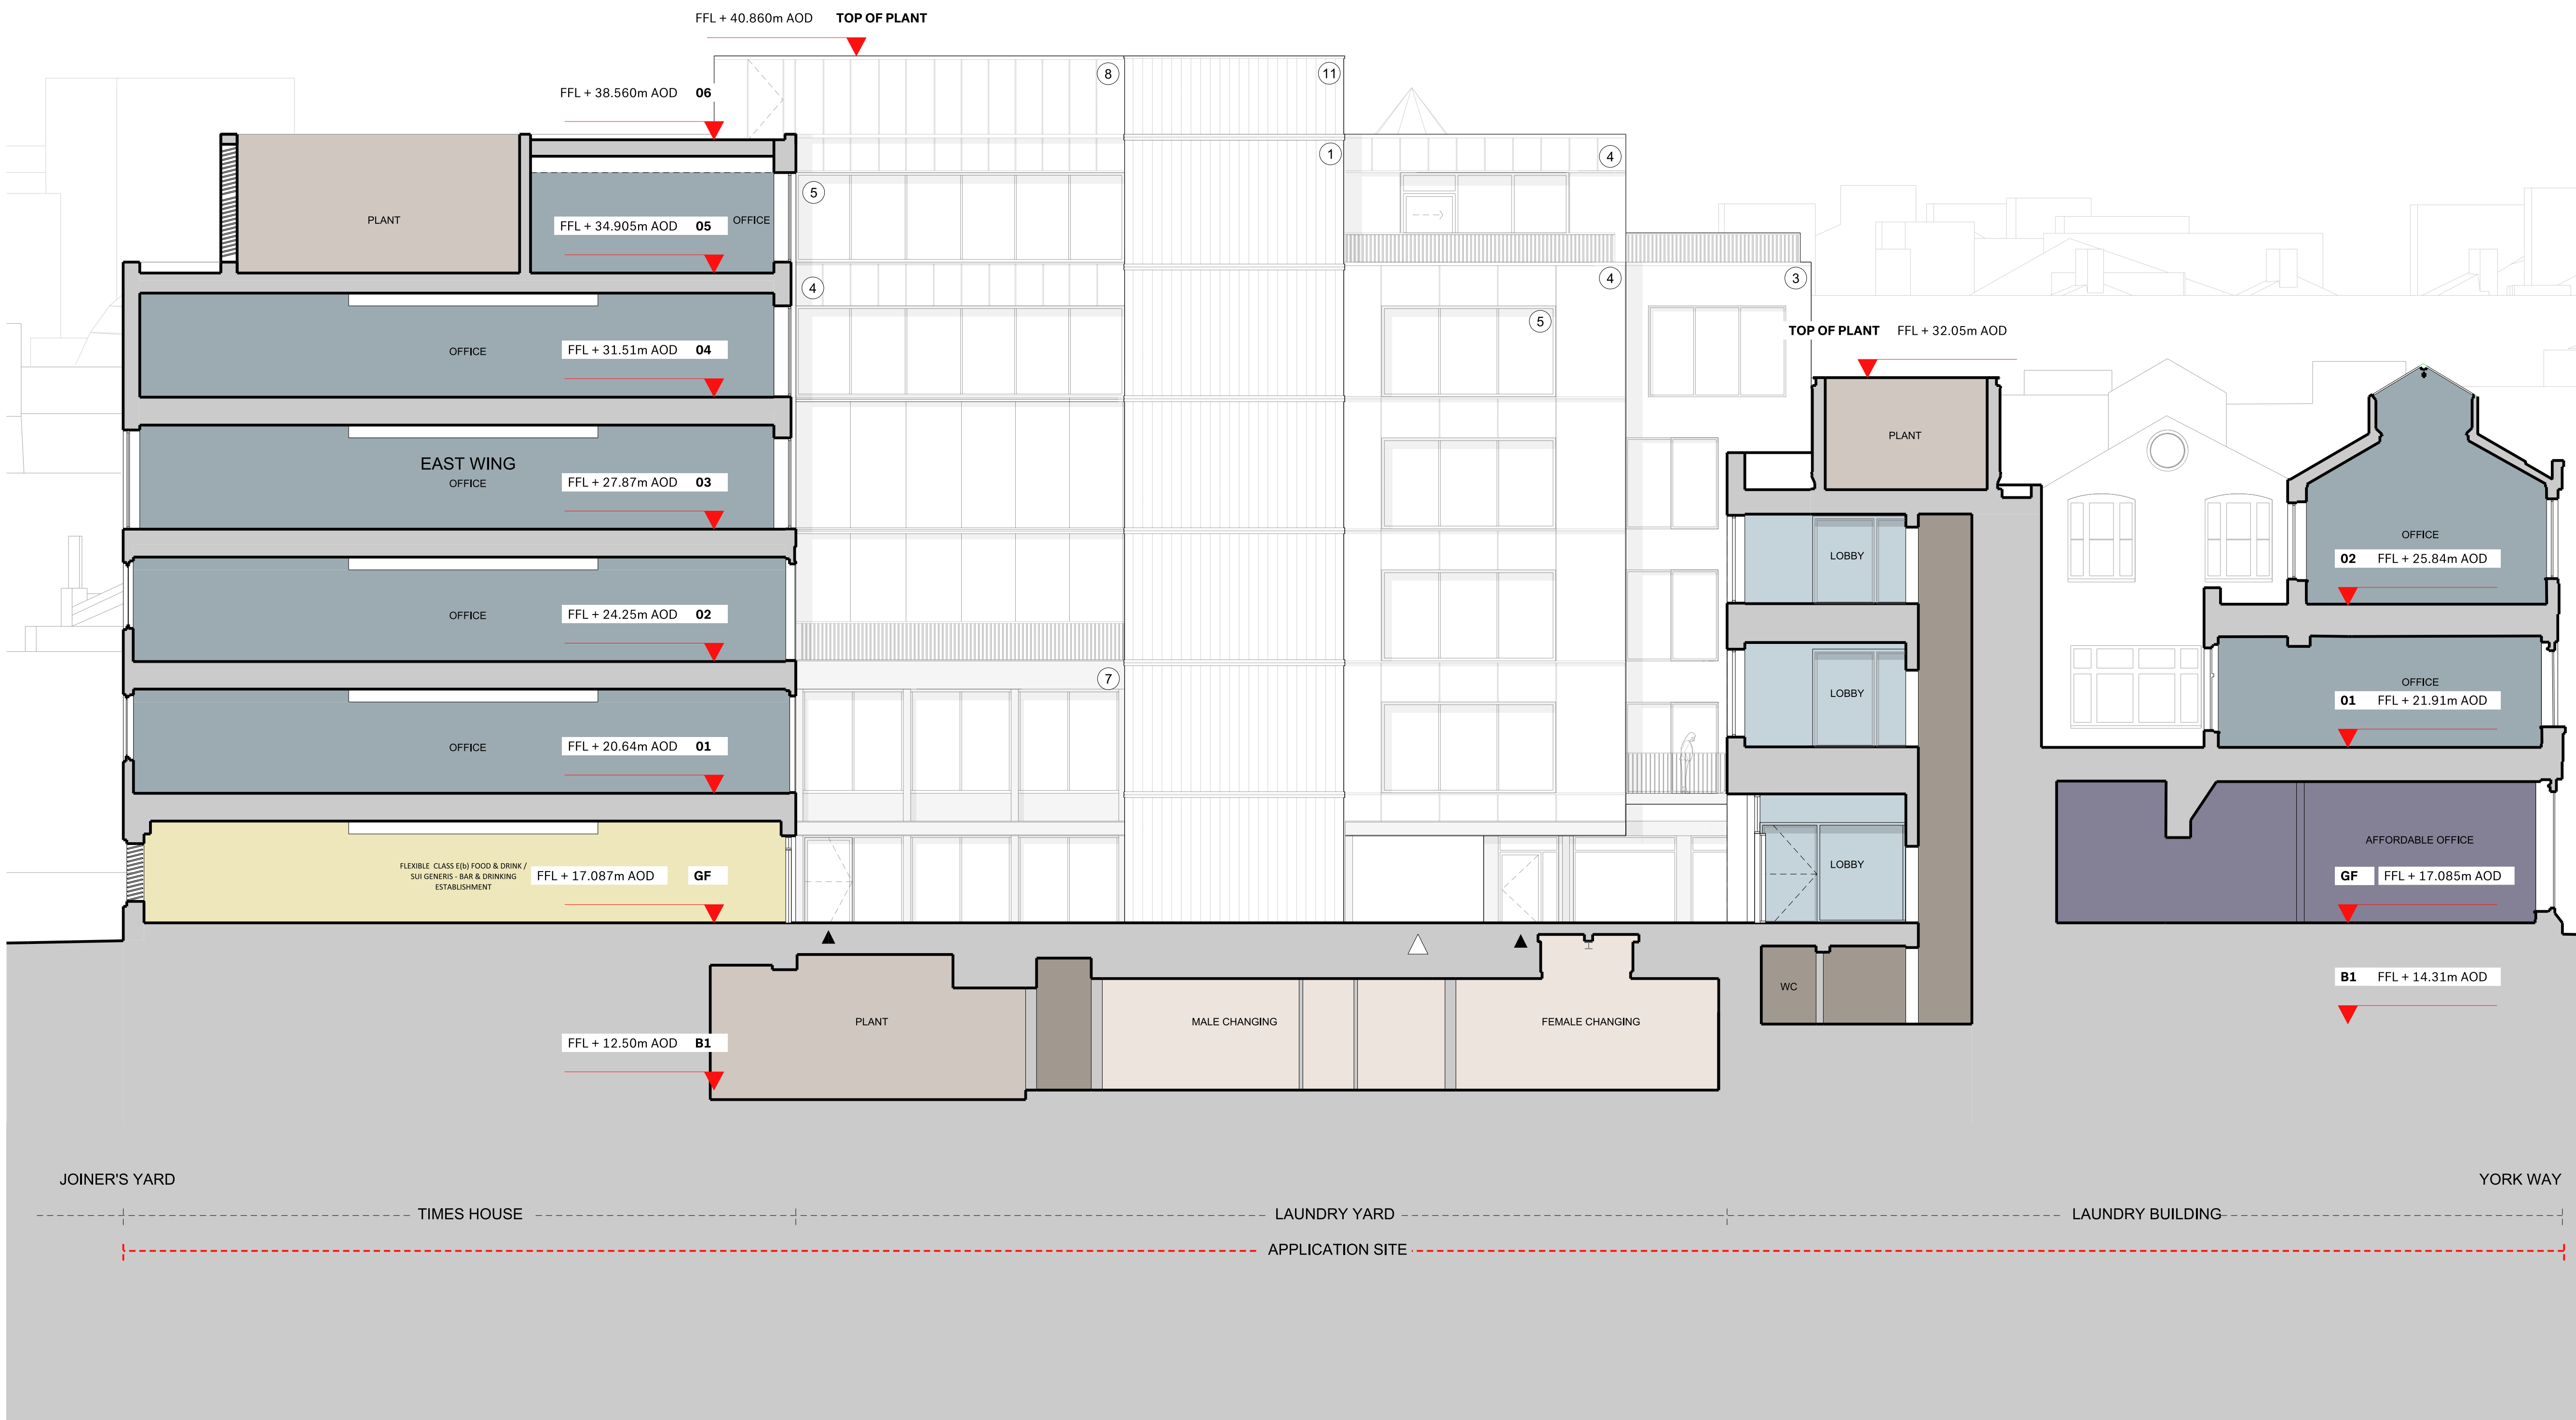 FFL + 40.860m AOD TOP OF PLANT
8
11
FFL + 38.560m AOD 06
1
4
5
PLANT
FFL + 34.905m AOD 05
OFFICE
4
4
3
5
TOP OF PLANT FFL + 32.05m AOD
OFFICE
FFL + 31.51m AOD 04
PLANT
EAST WING
OFFICE
FFL + 27.87m AOD 03
OFFICE
LOBBY
02 FFL + 25.84m AOD
OFFICE
FFL + 24.25m AOD 02
7
LOBBY
OFFICE
01 FFL + 21.91m AOD
OFFICE
FFL + 20.64m AOD 01
AFFORDABLE OFFICE
FLEXIBLE CLASS E(b) FOOD & DRINK /
SUI GENERIS - BAR & DRINKING
ESTABLISHMENT
FFL + 17.087m AOD GF
LOBBY
GF FFL + 17.085m AOD
B1 FFL + 14.31m AOD
WC
PLANT
MALE CHANGING
FEMALE CHANGING
FFL + 12.50m AOD B1
JOINER'S YARD
YORK WAY
TIMES HOUSE
LAUNDRY YARD
LAUNDRY BUILDING
APPLICATION SITE